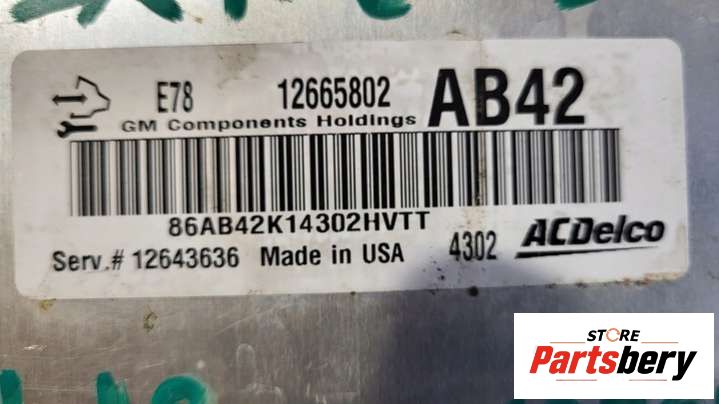 E78 12665802 AB42
GM Components Holdings
86AB42K14302HVTT
Serv.# 12643636 Made in USA 4302 ACDelco
STORE
Partsbery